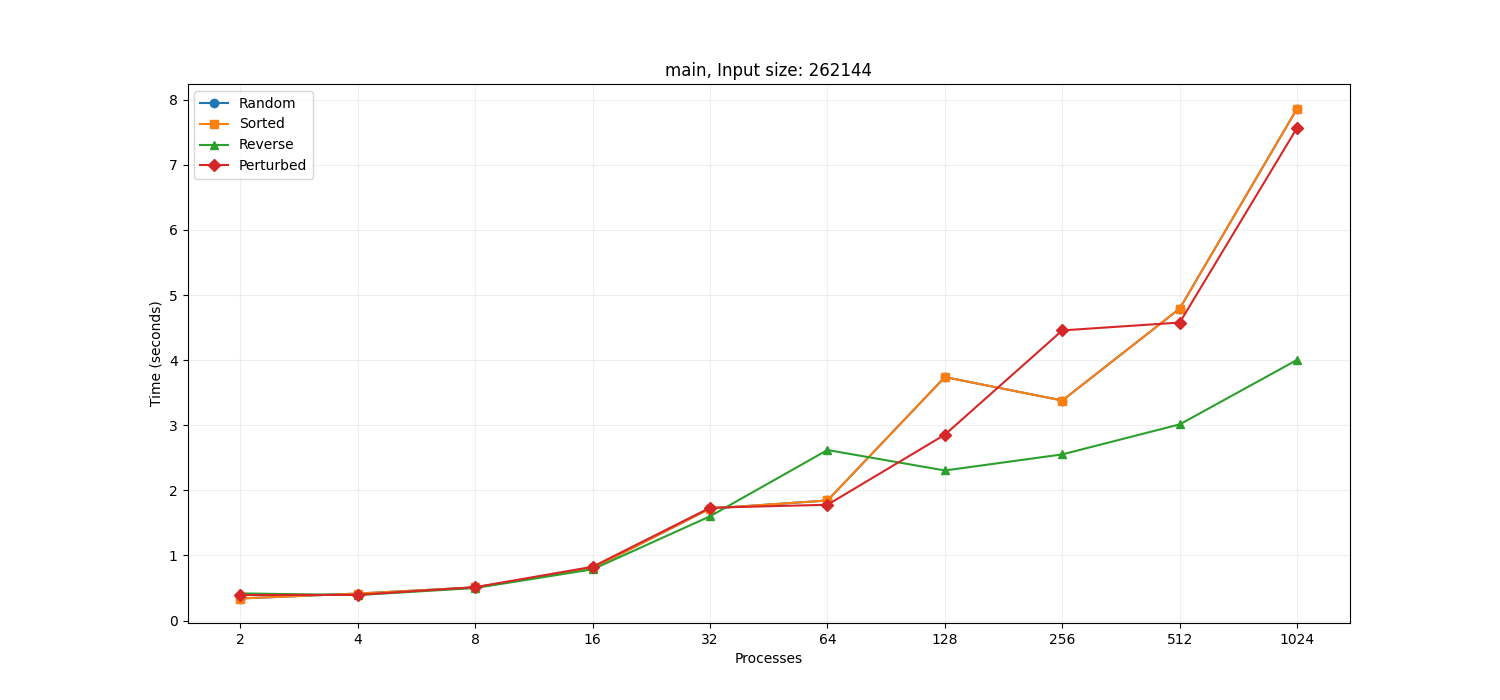 main, Input size: 262144
Random
Sorted
Reverse
Perturbed
Time (seconds)
8
7
6
5
4
3
2
1
0
2 4 8 16 32 64 128 256 512 1024
Processes